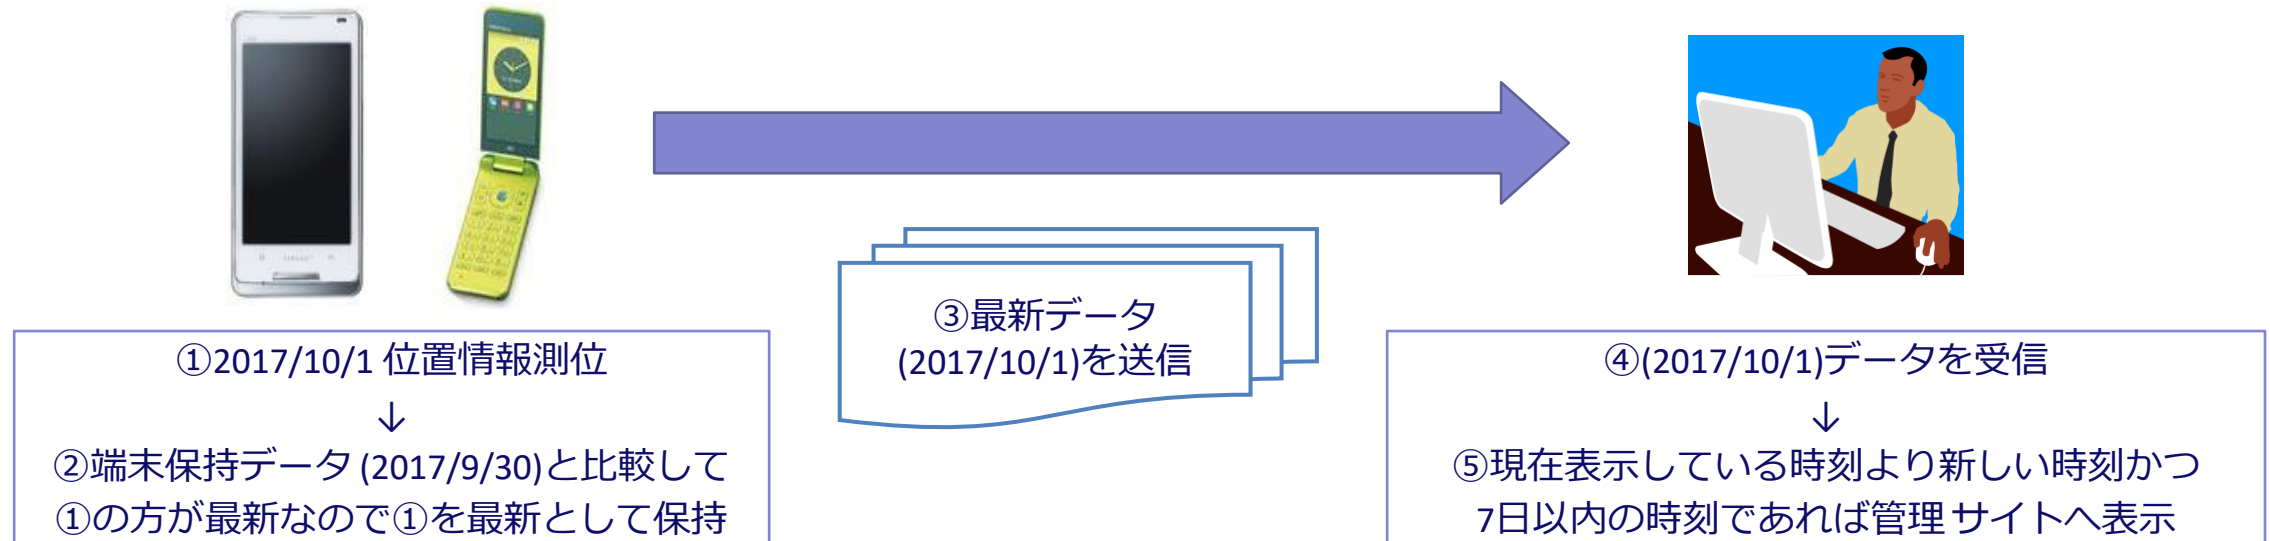 ①2017/10/1 位置情報測位
↓
②端末保持データ (2017/9/30)と比較して
①の方が最新なので①を最新として保持
③最新データ
(2017/10/1)を送信
④(2017/10/1)データを受信
↓
⑤現在表示している時刻より新しい時刻かつ
7日以内の時刻であれば管理サイトへ表示